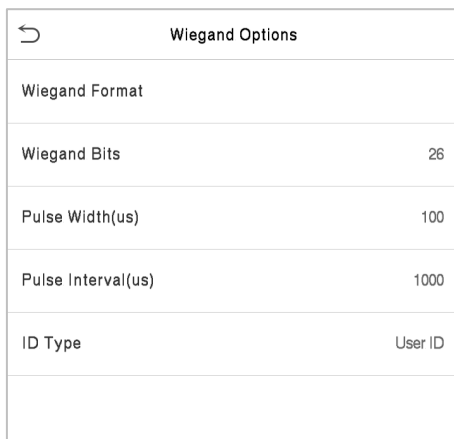 Wiegand Options
Wiegand Format
Wiegand Bits 26
Pulse Width(us) 100
Pulse Interval(us) 1000
ID Type User ID